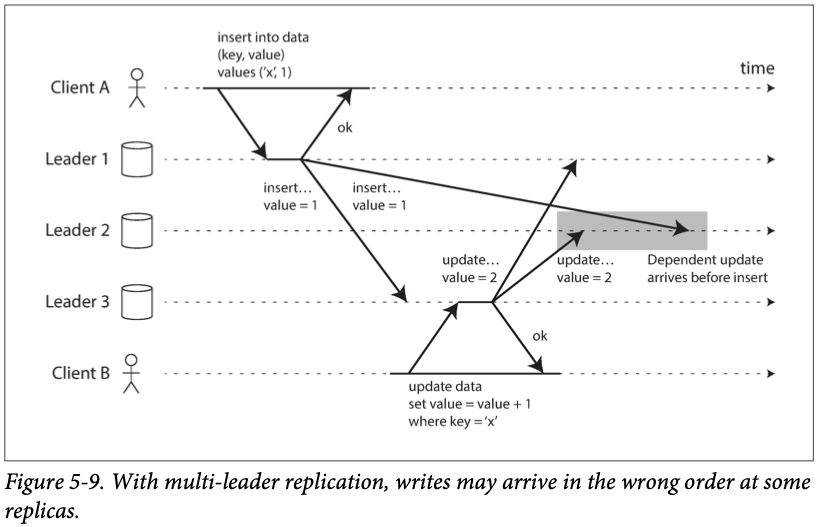 insert into data
(key, value)
values (‘x’, 1)
time
Client A
ok
Leader 1
insert…
value = 1
insert…
value = 1
Leader 2
update…
value = 2
update…
value = 2
Dependent update
arrives before insert
Leader 3
ok
Client B
update data
set value = value + 1
where key = ‘x’
Figure 5-9. With multi-leader replication, writes may arrive in the wrong order at some
replicas.